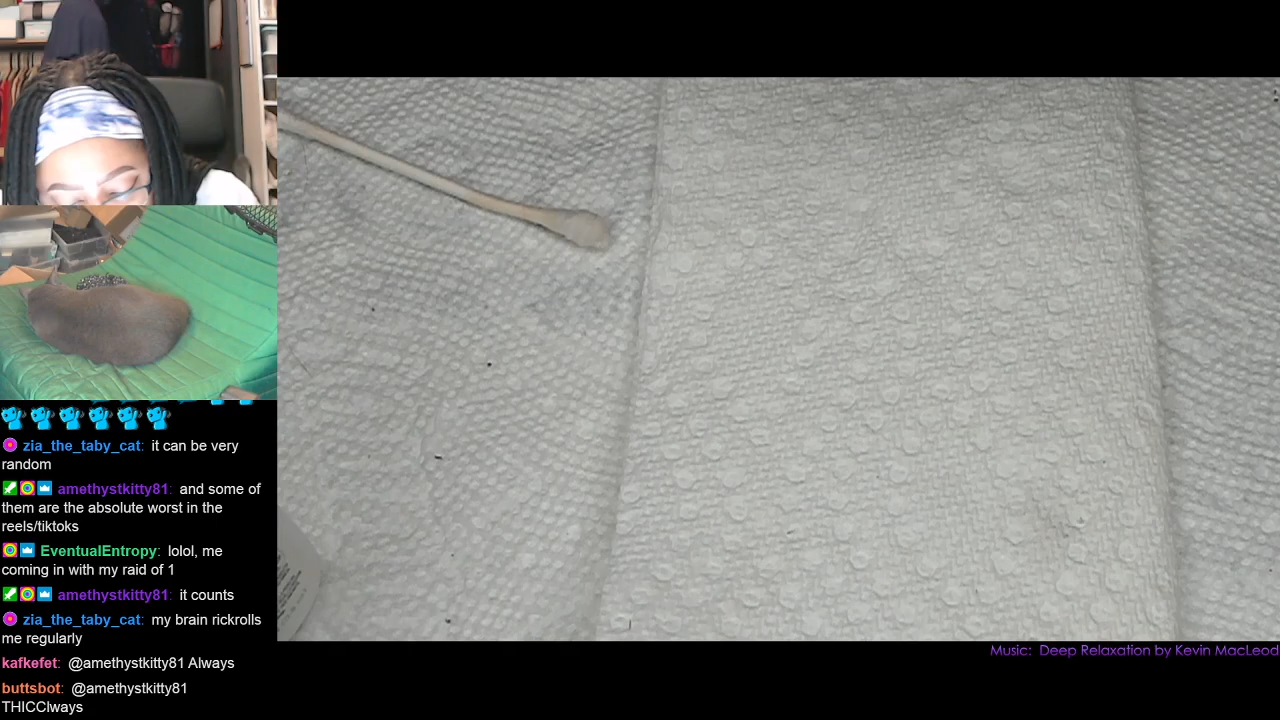 zia_the_taby_cat: it can be very
random
amethystkitty81: and some of
them are the absolute worst in the
reels/tiktoks
EventualEntropy: lolol, me
coming in with my raid of 1
amethystkitty81: it counts
zia_the_taby_cat: my brain rickrolls
me regularly
kafkefet: @amethystkitty81 Always
buttsbot: @amethystkitty81
THICClways
Music: Deep Relaxation by Kevin MacLeod